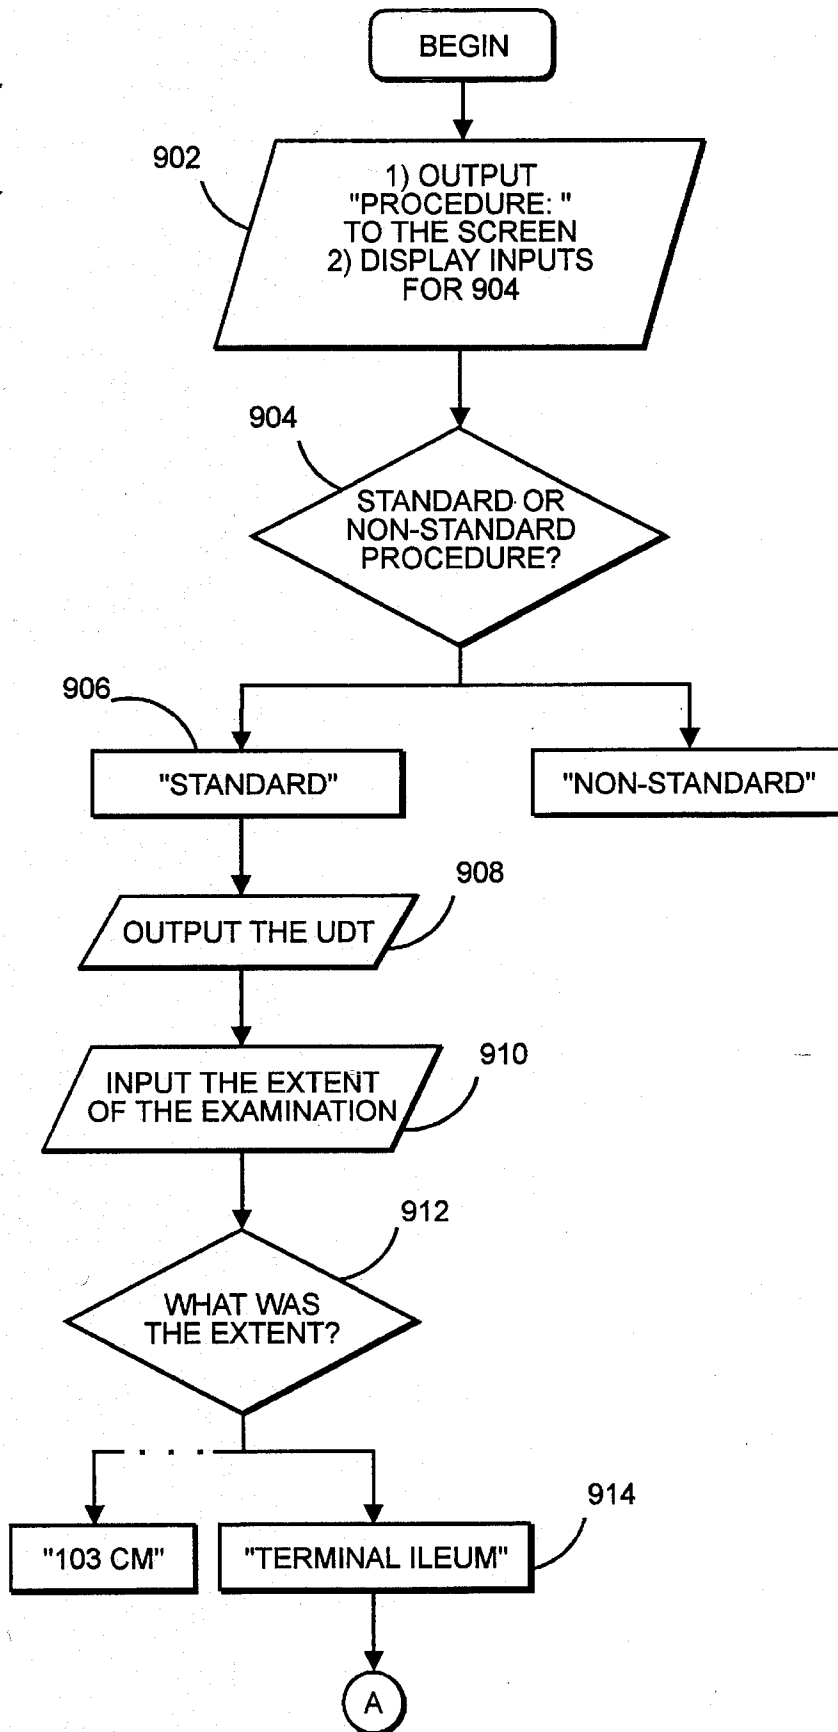 BEGIN
902
1) OUTPUT
"PROCEDURE: "
TO THE SCREEN
2) DISPLAY INPUTS
FOR 904
904
STANDARD OR
NON-STANDARD
PROCEDURE?
906
"STANDARD"
"NON-STANDARD"
908
OUTPUT THE UDT
910
INPUT THE EXTENT
OF THE EXAMINATION
912
WHAT WAS
THE EXTENT?
914
"103 CM"
"TERMINAL ILEUM"
A